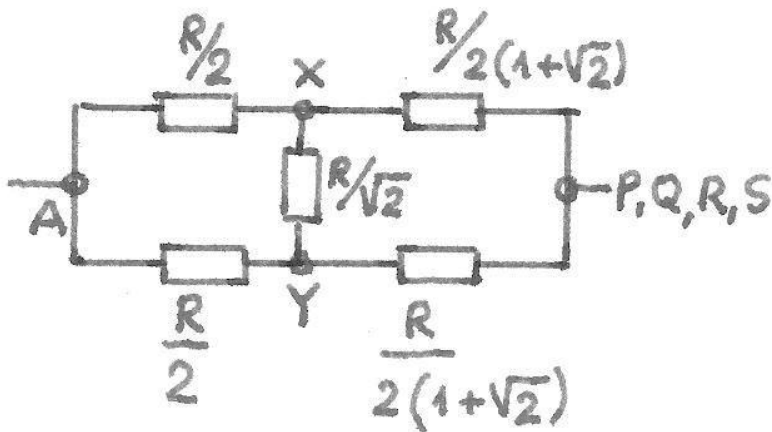 R/2
X
R/2(1+√2)
R/√2
A
P, Q, R, S
Y
R
2
R
2(1+√2)